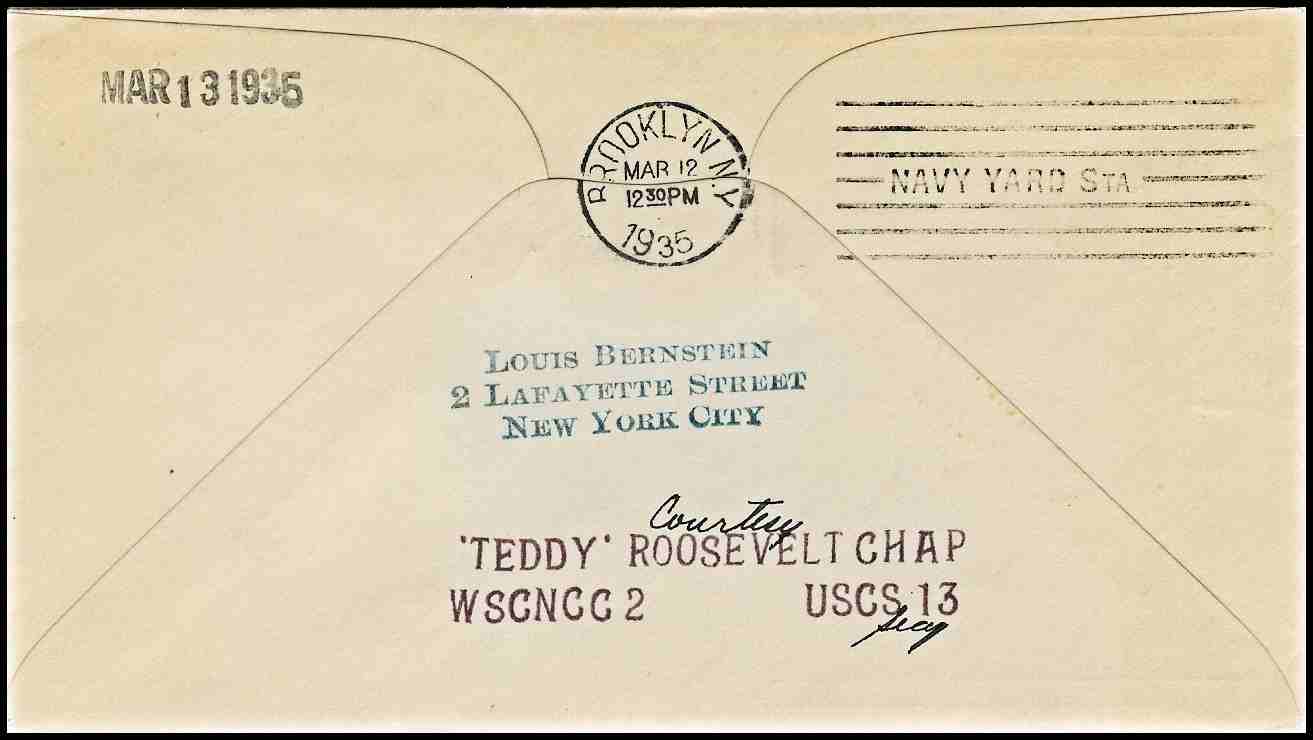 MAR 13 1935
BROOKLYN N.Y.
MAR 12
12 30 PM
1935
NAVY YARD STA.
LOUIS BERNSTEIN
2 LAFAYETTE STREET
NEW YORK CITY
Courtesy
'TEDDY' ROOSEVELT CHAP
WSCNCC 2 USCS 13